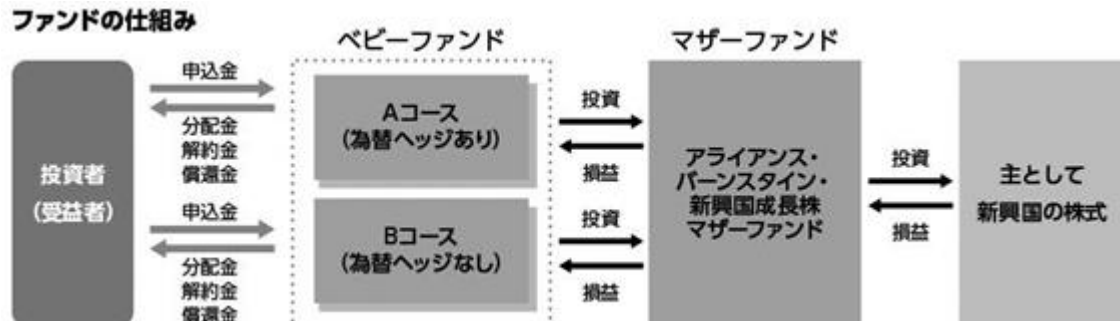 ファンドの仕組み
ベビーファンド
マザーファンド
投資者
（受益者）
申込金
分配金
解約金
償還金
申込金
分配金
解約金
償還金
Aコース
（為替ヘッジあり）
Bコース
（為替ヘッジなし）
投資
損益
投資
損益
アライアンス・
バーンスタイン・
新興国成長株
マザーファンド
投資
損益
主として
新興国の株式